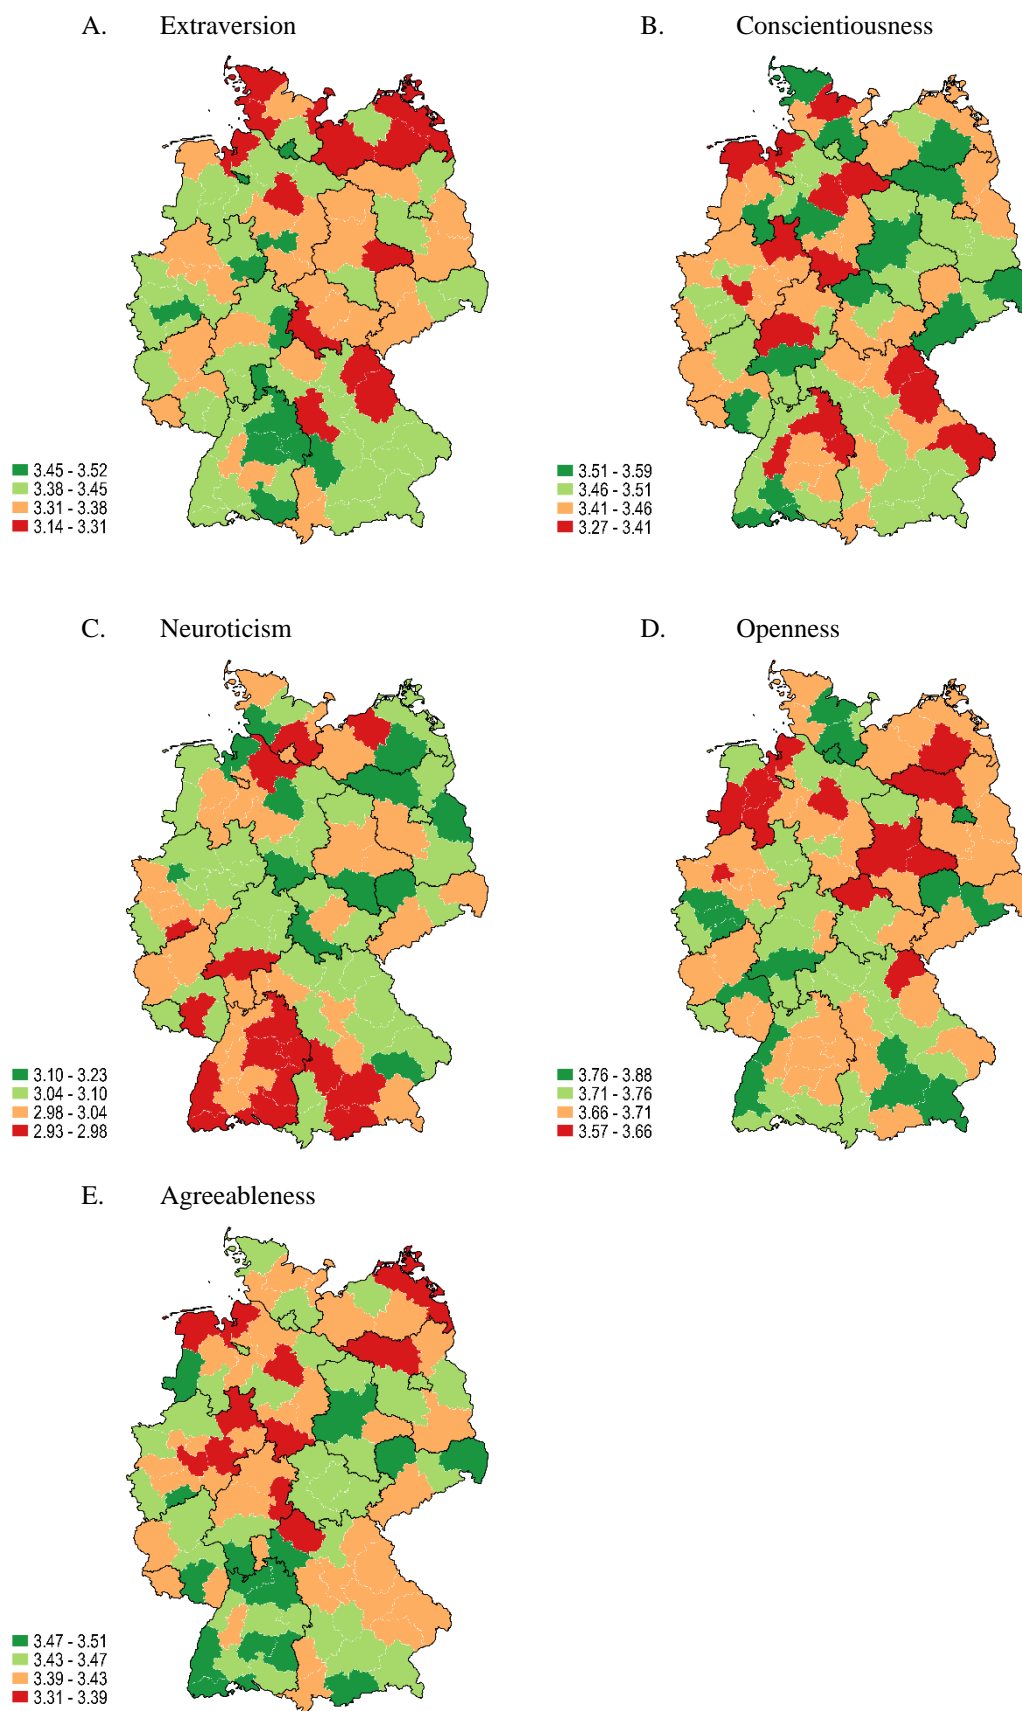 A. Extraversion
B. Conscientiousness
3.45 - 3.52
3.38 - 3.45
3.31 - 3.38
3.14 - 3.31
3.51 - 3.59
3.46 - 3.51
3.41 - 3.46
3.27 - 3.41
C. Neuroticism
D. Openness
3.10 - 3.23
3.04 - 3.10
2.98 - 3.04
2.93 - 2.98
3.76 - 3.88
3.71 - 3.76
3.66 - 3.71
3.57 - 3.66
E. Agreeableness
3.47 - 3.51
3.43 - 3.47
3.39 - 3.43
3.31 - 3.39